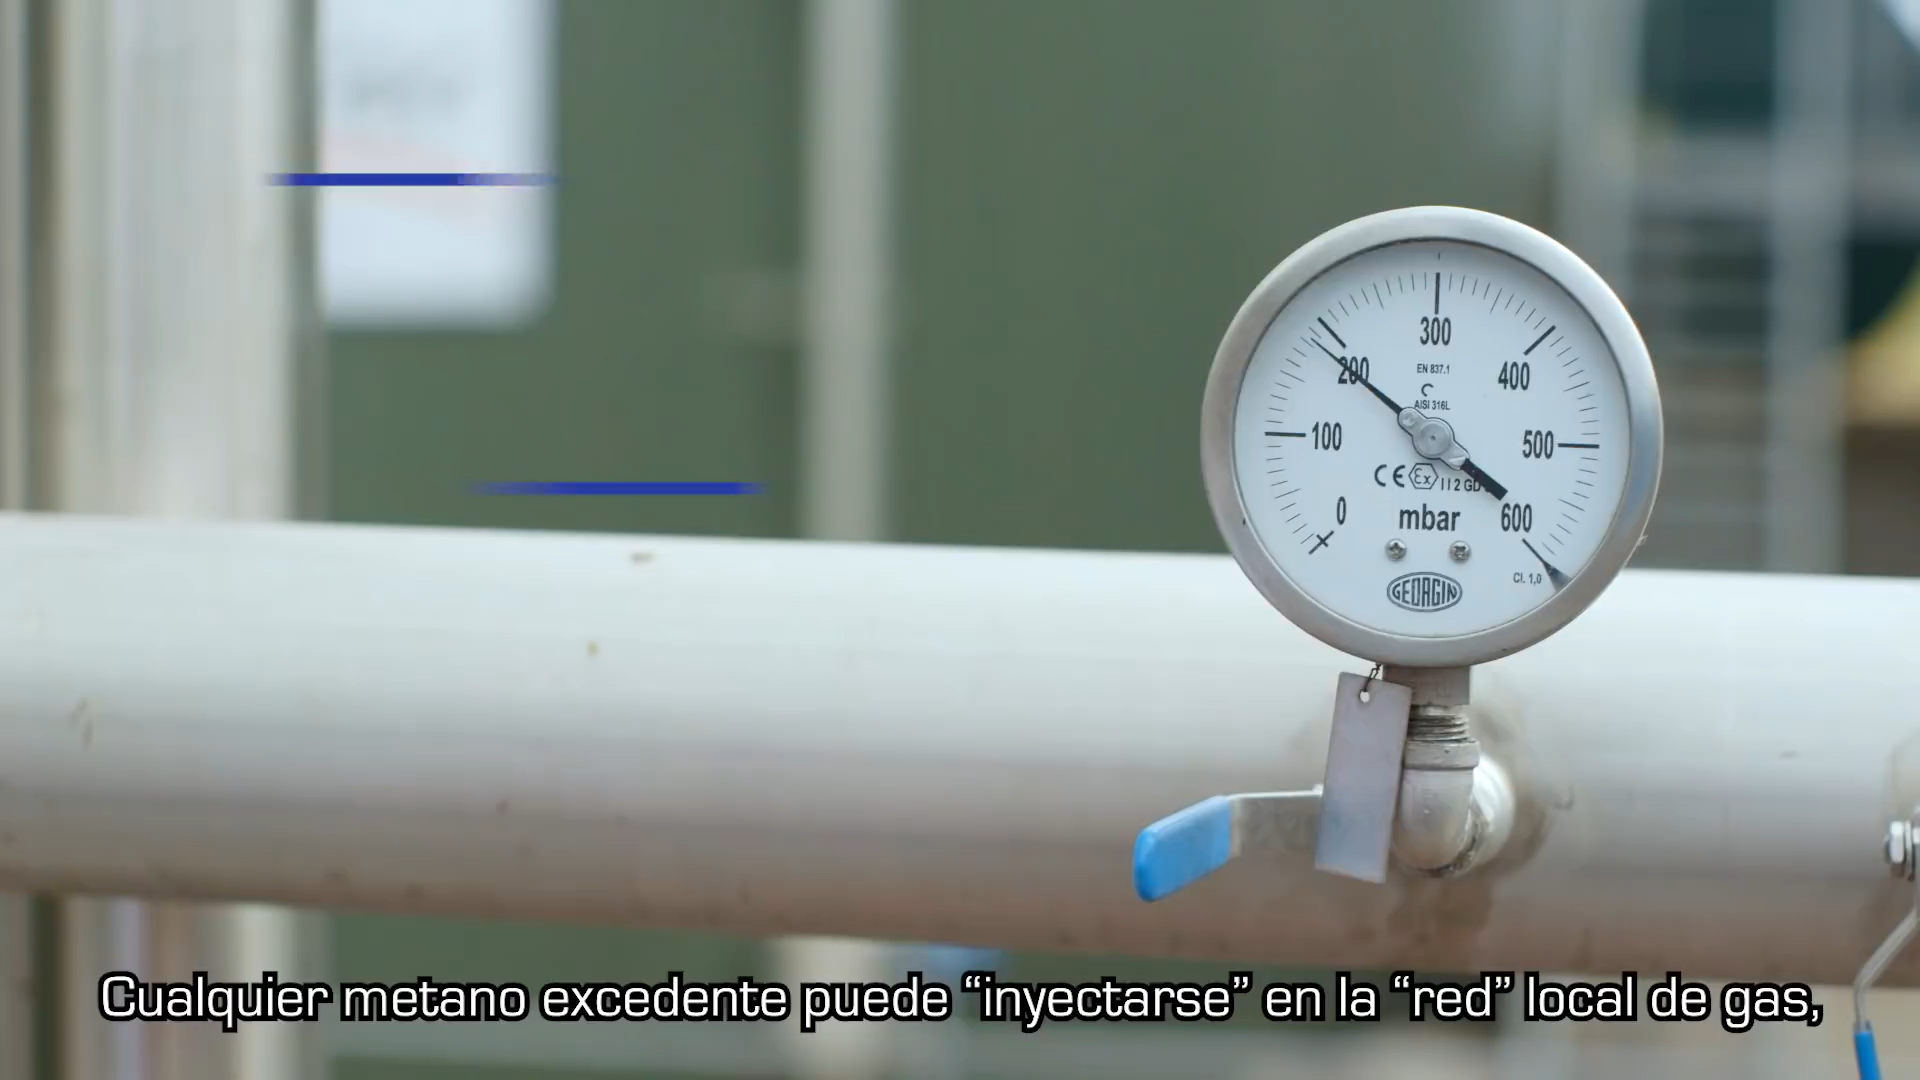 300
200
400
EN 837.1
AISI 316L
100
500
CE Ex II 2 GD
0
mbar
600
Cl. 1,0
GEORGIN
Cualquier metano excedente puede “inyectarse” en la “red” local de gas,